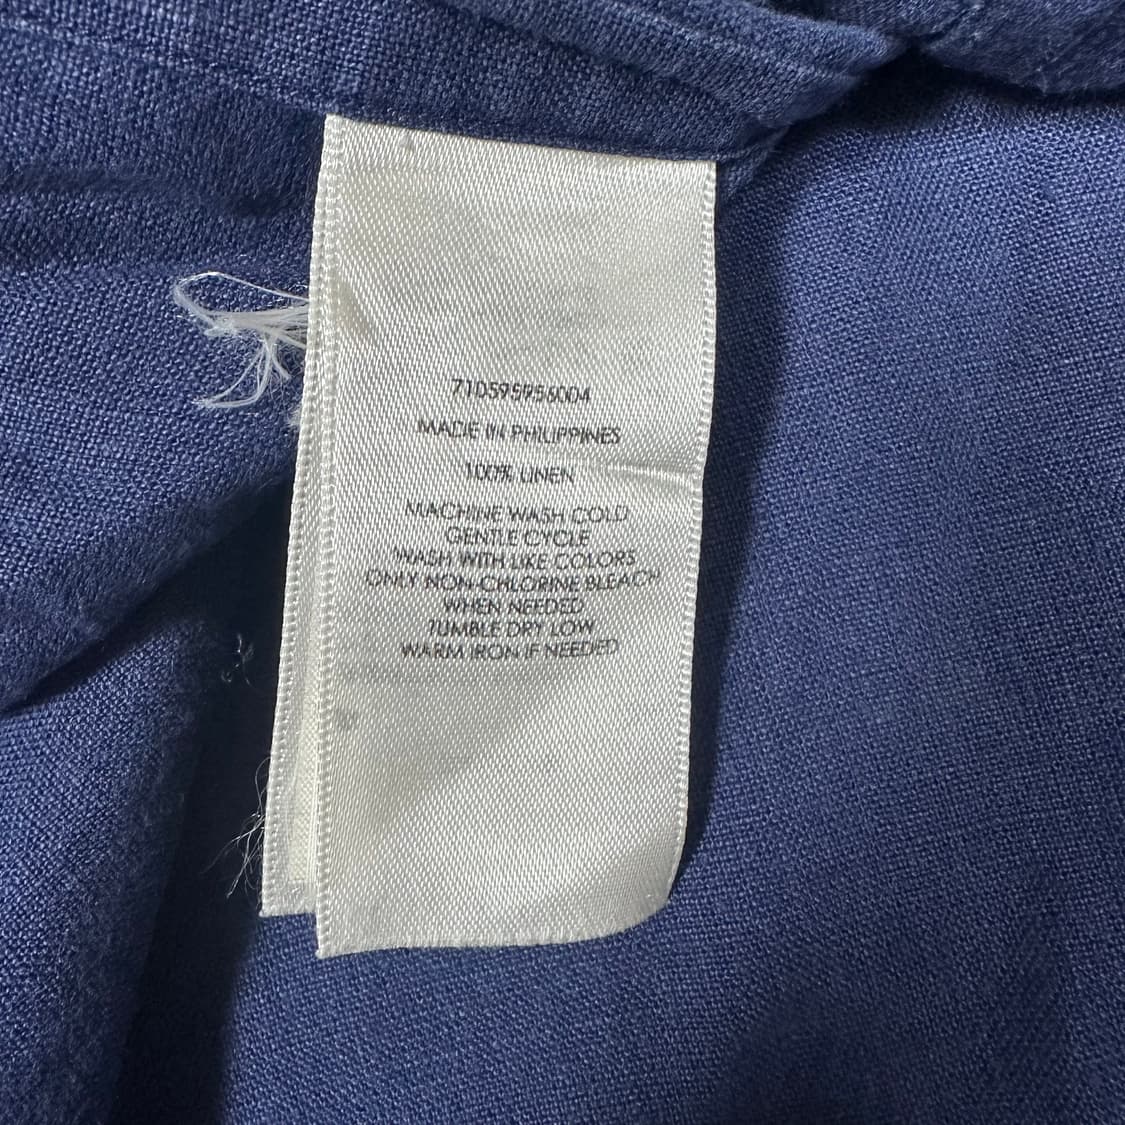 710595956004
MADE IN PHILIPPINES
100% LINEN
MACHINE WASH COLD
GENTLE CYCLE
WASH WITH LIKE COLORS
ONLY NON-CHLORINE BLEACH
WHEN NEEDED
TUMBLE DRY LOW
WARM IRON IF NEEDED